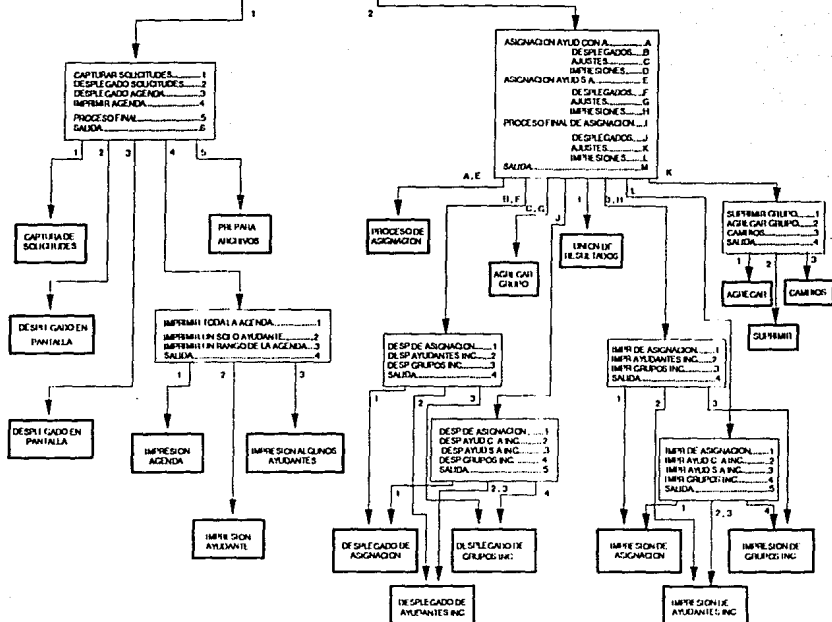 1
2
CAPTURAR SOLICITUDES.......1
DESPLEGADO SOLICITUDES.....2
DESPLEGADO AGENDA..........3
IMPRIMIR AGENDA............4
PROCESO FINAL..............5
SALIDA.....................6
1
2
3
4
5
CAPTURA DE
SOLICITUDES
PREPARA
ARCHIVOS
DESPLEGADO EN
PANTALLA
DESPLEGADO EN
PANTALLA
IMPRIMIR TODA LA AGENDA..........1
IMPRIMIR UN SOLO AYUDANTE........2
IMPRIMIR UN RANGO DE LA AGENDA...3
SALIDA...........................4
1
2
3
IMPRESION
AGENDA
IMPRESION ALGUNOS
AYUDANTES
IMPRESION
AYUDANTE
ASIGNACION AYUD CON A........A
DESPLEGADOS....B
AJUSTES........C
IMPRESIONES....D
ASIGNACION AYUD S A..........E
DESPLEGADOS....F
AJUSTES........G
IMPRESIONES....H
PROCESO FINAL DE ASIGNACION....I
DESPLEGADOS....J
AJUSTES........K
IMPRESIONES....L
SALIDA.......................M
A, E
B, F
C, G
J
I
D, H
L
K
PROCESO DE
ASIGNACION
AGREGAR
GRUPO
UNION DE
RESULTADOS
SUPRIMIR GRUPO.....1
AGREGAR GRUPO......2
CAMBIOS............3
SALIDA.............4
1
2
3
AGREGAR
CAMBIOS
SUPRIMIR
DESP DE ASIGNACION......1
DESP AYUDANTES INC......2
DESP GRUPOS INC.........3
SALIDA..................4
1
2
3
DESP DE ASIGNACION......1
DESP AYUD C A INC.......2
DESP AYUD S A INC.......3
DESP GRUPOS INC.........4
SALIDA..................5
1
2, 3
4
DESPLEGADO DE
ASIGNACION
DESPLEGADO DE
GRUPOS INC
DESPLEGADO DE
AYUDANTES INC
IMPR DE ASIGNACION......1
IMPR AYUDANTES INC......2
IMPR GRUPOS INC.........3
SALIDA..................4
1
2
3
IMPR DE ASIGNACION......1
IMPR AYUD C A INC.......2
IMPR AYUD S A INC.......3
IMPR GRUPOS INC.........4
SALIDA..................5
1
2, 3
4
IMPRESION DE
ASIGNACION
IMPRESION DE
GRUPOS INC
IMPRESION DE
AYUDANTES INC